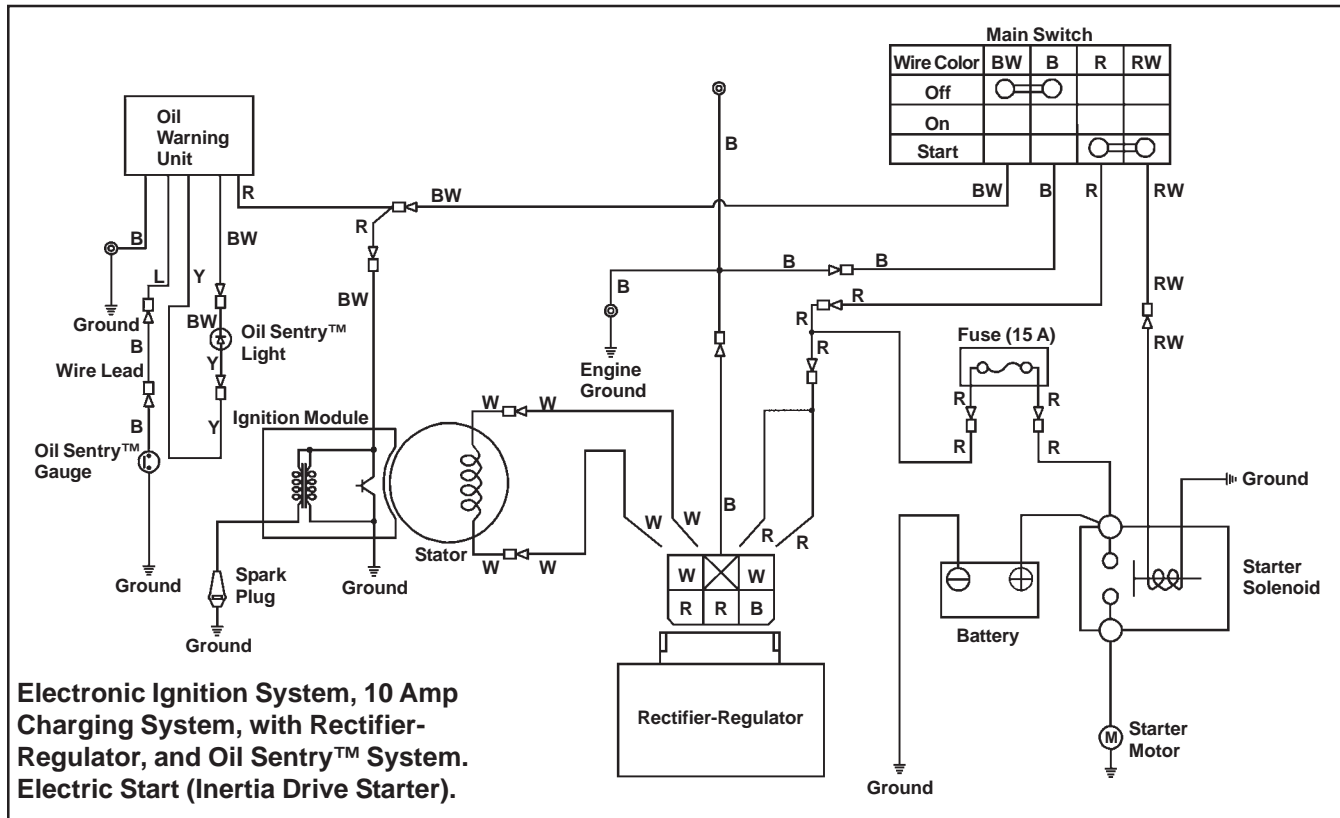 Main Switch
Wire Color BW B R RW
Off
On
Start
Oil
Warning
Unit
B
BW B R RW
R
BW
B
BW
R
L
Y
BW
B
B
RW
Ground
BW
Oil Sentry™
Light
B
R
R
R
Fuse (15 A)
RW
B
Y
Wire Lead
Engine
Ground
R
R
B
Y
Ignition Module
W
W
R
R
Oil Sentry™
Gauge
Ground
B
W
W
R
R
Stator
W
W
Ground
Spark
Plug
Ground
W W
R R B
Starter
Solenoid
Battery
Ground
Rectifier-Regulator
Starter
Motor
M
Ground
Electronic Ignition System, 10 Amp
Charging System, with Rectifier-
Regulator, and Oil Sentry™ System.
Electric Start (Inertia Drive Starter).